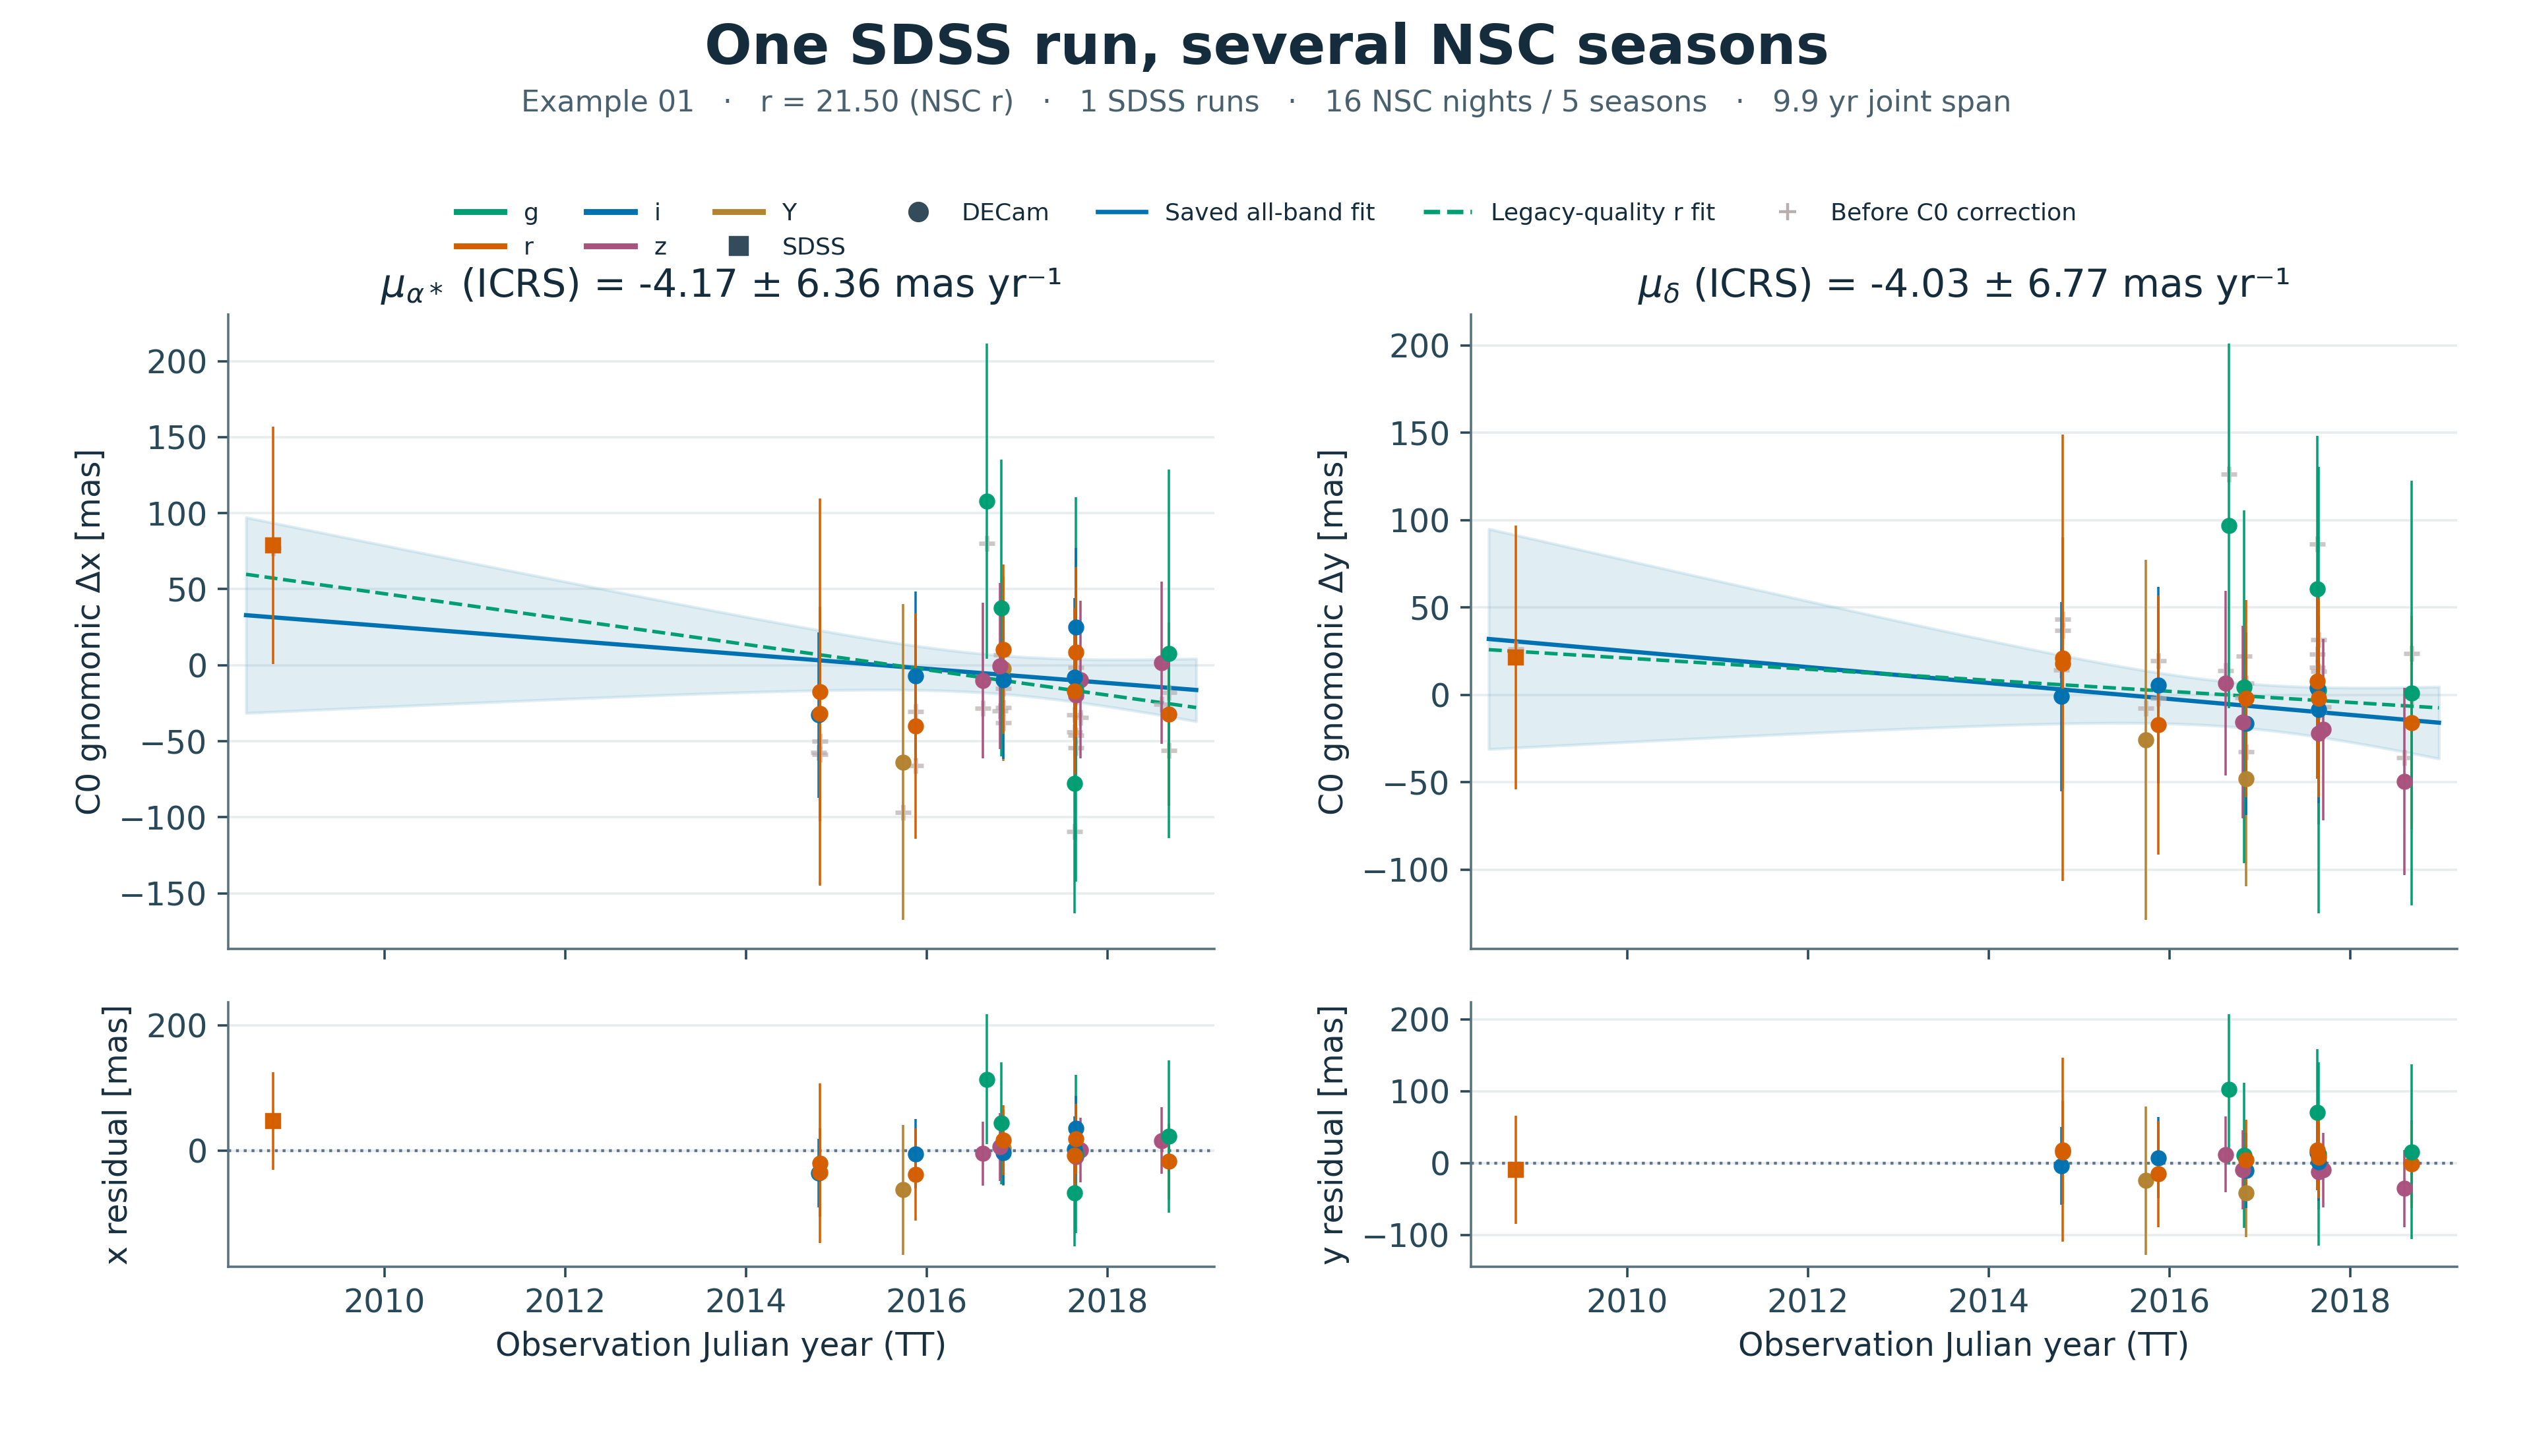 One SDSS run, several NSC seasons
Example 01 · r = 21.50 (NSC r) · 1 SDSS runs · 16 NSC nights / 5 seasons · 9.9 yr joint span
g i Y DECam Saved all-band fit Legacy-quality r fit Before C0 correction
r z SDSS
μα* (ICRS) = -4.17 ± 6.36 mas yr⁻¹
C0 gnomonic Δx [mas]
200
150
100
50
0
−50
−100
−150
μδ (ICRS) = -4.03 ± 6.77 mas yr⁻¹
C0 gnomonic Δy [mas]
200
150
100
50
0
−50
−100
x residual [mas]
200
0
2010 2012 2014 2016 2018
Observation Julian year (TT)
y residual [mas]
200
100
0
−100
2010 2012 2014 2016 2018
Observation Julian year (TT)